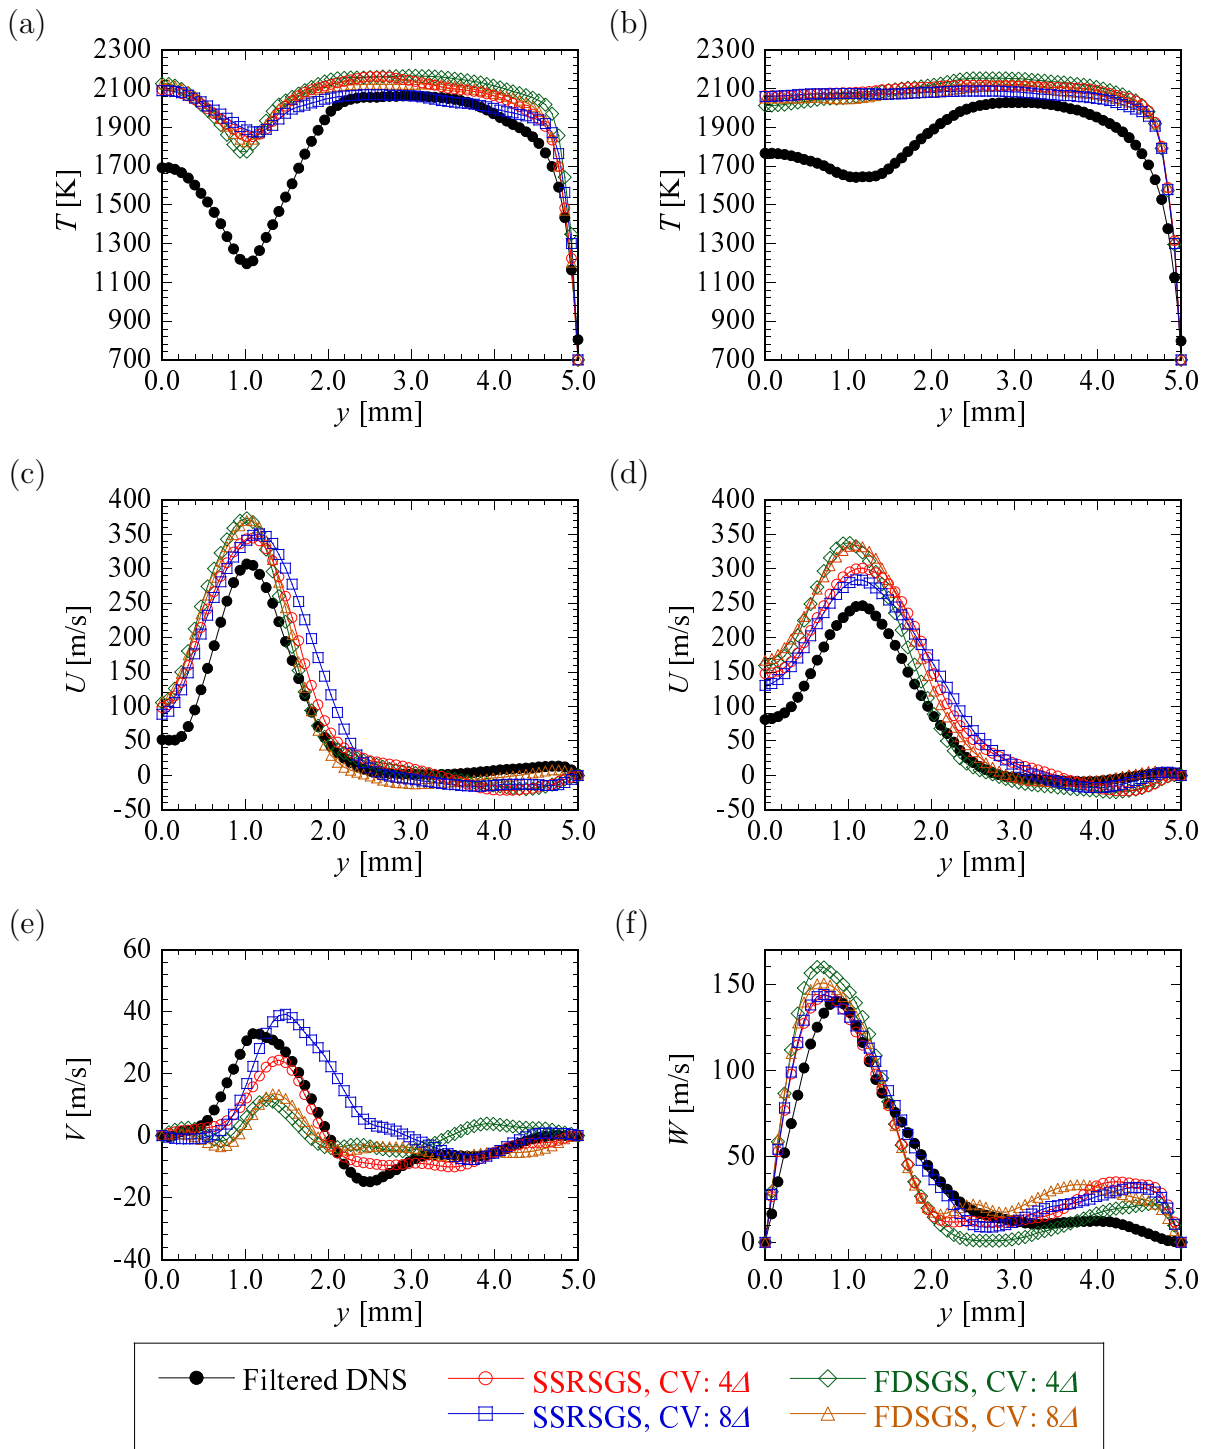 (a) (b)
2300 2300
2100 2100
1900 1900
1700 1700
1500 1500
1300 1300
1100 1100
900 900
700 700
T [K] T [K]
0.0 1.0 2.0 3.0 4.0 5.0 0.0 1.0 2.0 3.0 4.0 5.0
y [mm] y [mm]
(c) (d)
400 400
350 350
300 300
250 250
200 200
150 150
100 100
50 50
0 0
-50 -50
U [m/s] U [m/s]
0.0 1.0 2.0 3.0 4.0 5.0 0.0 1.0 2.0 3.0 4.0 5.0
y [mm] y [mm]
(e) (f)
60
40 150
20 100
0 50
-20 0
-40
V [m/s] W [m/s]
0.0 1.0 2.0 3.0 4.0 5.0 0.0 1.0 2.0 3.0 4.0 5.0
y [mm] y [mm]
Filtered DNS SSRSGS, CV: 4Δ FDSGS, CV: 4Δ
SSRSGS, CV: 8Δ FDSGS, CV: 8Δ